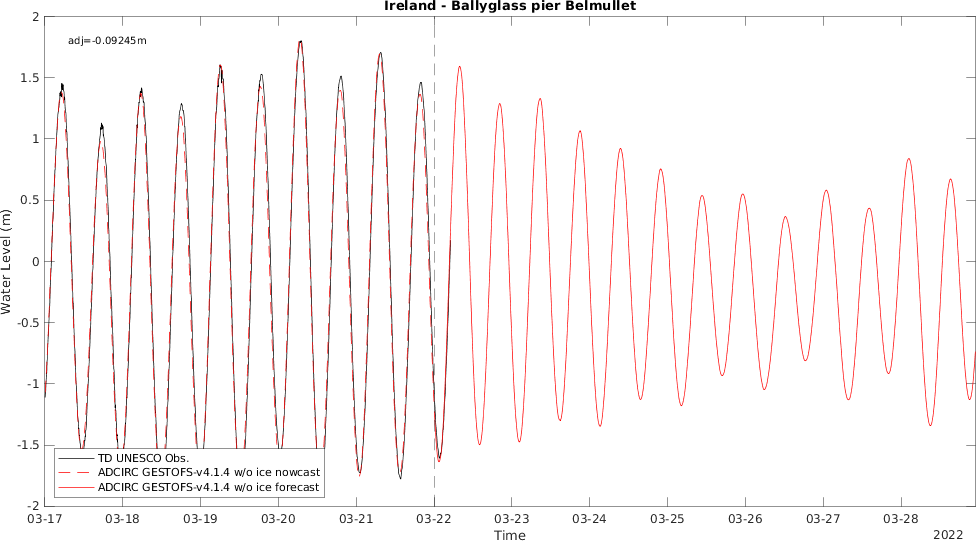 Ireland - Ballyglass pier Belmullet
adj=-0.09245m
2
1.5
1
0.5
0
-0.5
-1
-1.5
-2
Water Level (m)
TD UNESCO Obs.
ADCIRC GESTOFS-v4.1.4 w/o ice nowcast
ADCIRC GESTOFS-v4.1.4 w/o ice forecast
03-17 03-18 03-19 03-20 03-21 03-22 03-23 03-24 03-25 03-26 03-27 03-28
Time
2022